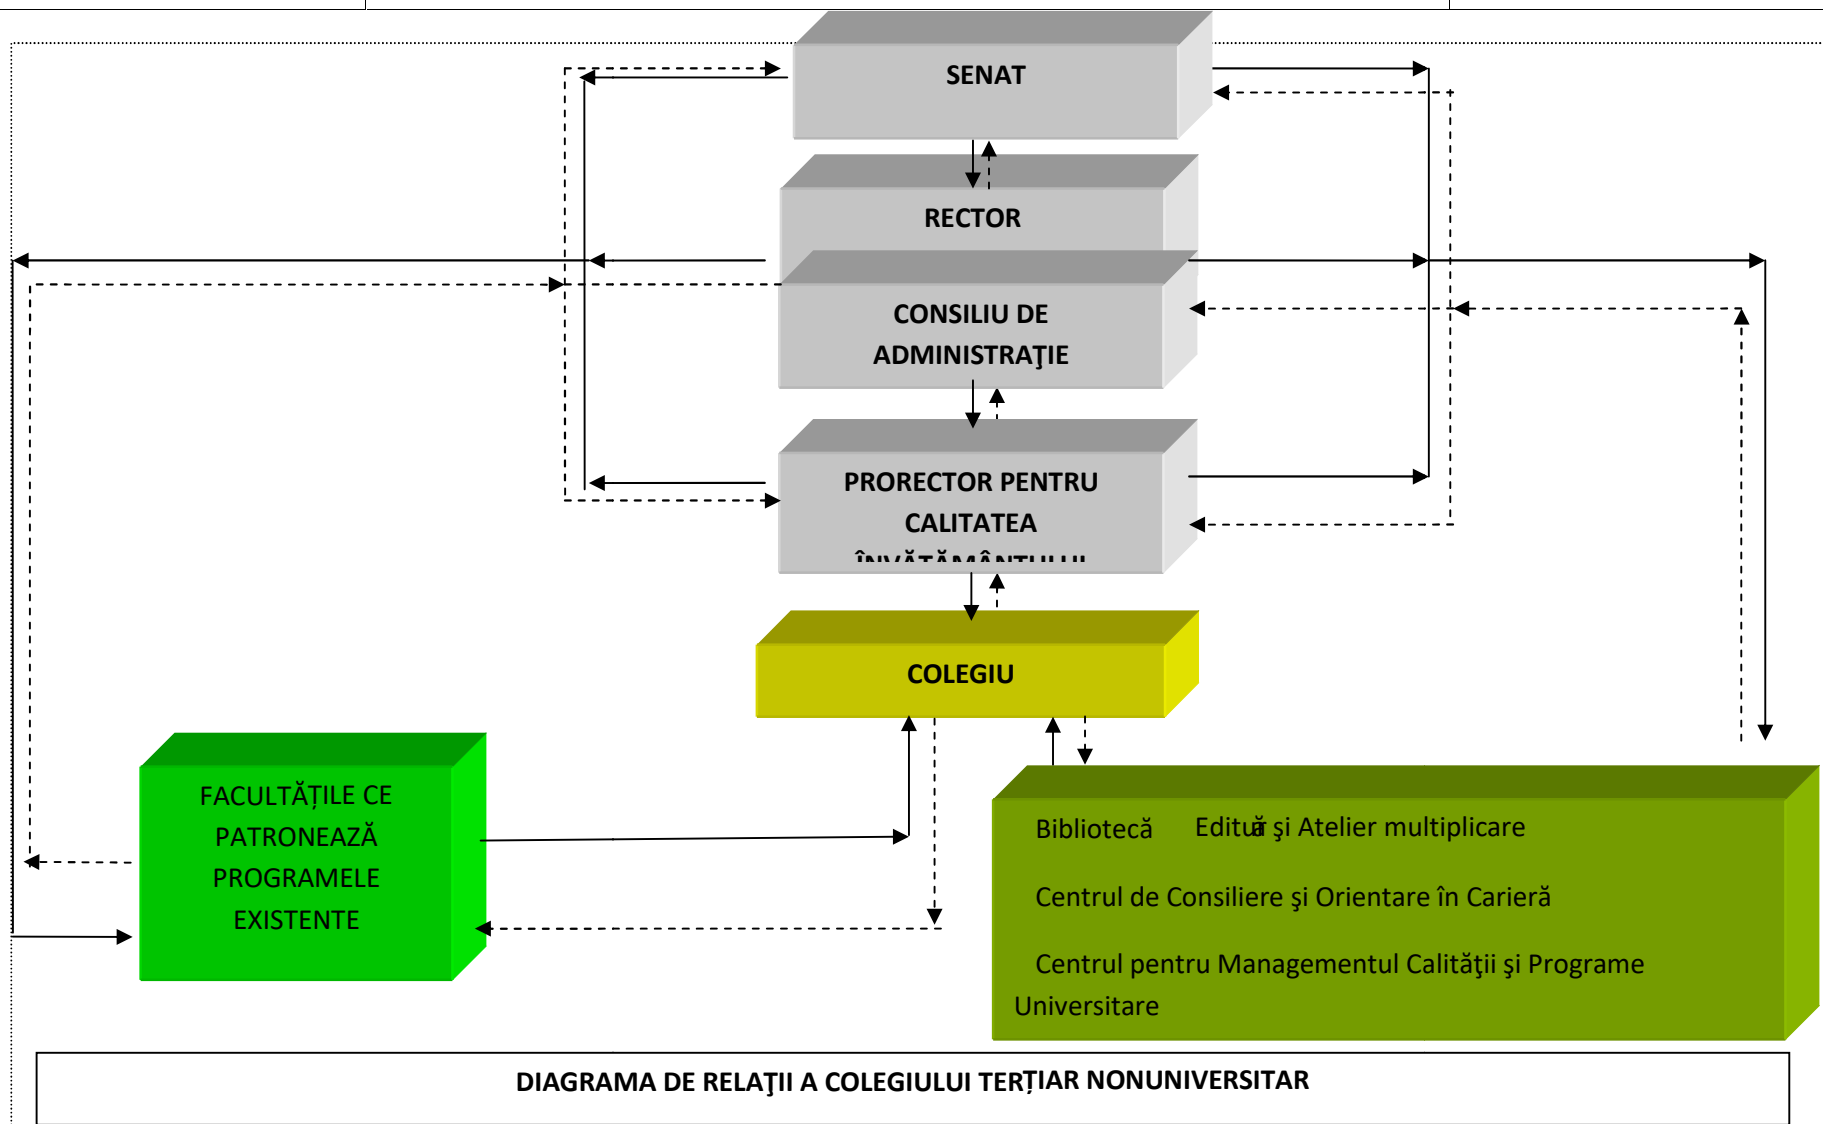 SENAT
RECTOR
CONSILIU DE
ADMINISTRAŢIE
PRORECTOR PENTRU
CALITATEA
ÎNVĂȚĂMÂNTULUI
COLEGIU
FACULTĂȚILE CE
PATRONEAZĂ
PROGRAMELE
EXISTENTE
Bibliotecă Editură şi Atelier multiplicare
Centrul de Consiliere şi Orientare în Carieră
Centrul pentru Managementul Calităţii şi Programe
Universitare
DIAGRAMA DE RELAŢII A COLEGIULUI TERȚIAR NONUNIVERSITAR